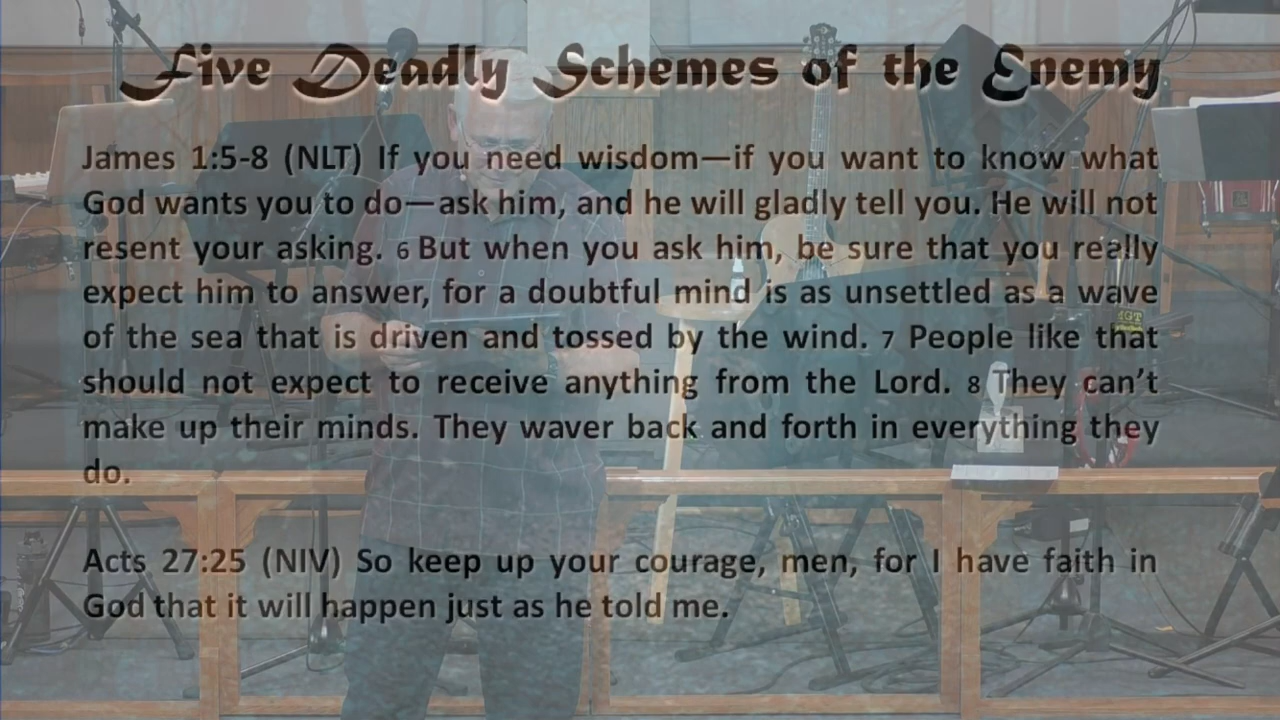 Five Deadly Schemes of the Enemy
James 1:5-8 (NLT) If you need wisdom—if you want to know what
God wants you to do—ask him, and he will gladly tell you. He will not
resent your asking. 6 But when you ask him, be sure that you really
expect him to answer, for a doubtful mind is as unsettled as a wave
of the sea that is driven and tossed by the wind. 7 People like that
should not expect to receive anything from the Lord. 8 They can't
make up their minds. They waver back and forth in everything they
do.
Acts 27:25 (NIV) So keep up your courage, men, for I have faith in
God that it will happen just as he told me.
4GT